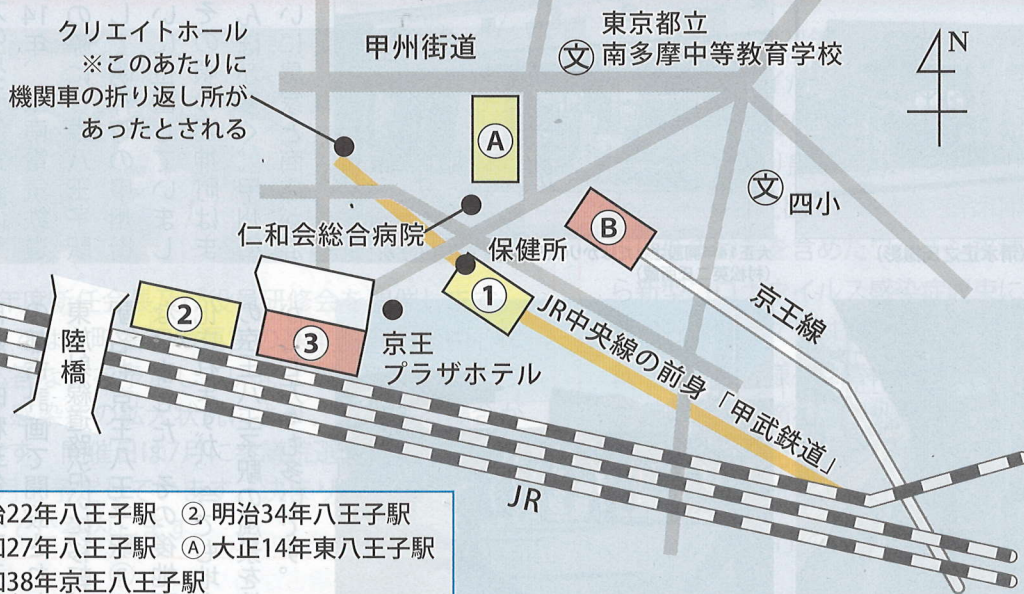 クリエイトホール
※このあたりに
機関車の折り返し所が
あったとされる
甲州街道
文
東京都立
南多摩中等教育学校
N
A
文
四小
仁和会総合病院
保健所
B
1
2
3
京王
プラザホテル
陸橋
京王線
JR中央線の前身「甲武鉄道」
JR
22年八王子駅 ② 明治34年八王子駅
27年八王子駅 Ⓐ 大正14年東八王子駅
38年京王八王子駅